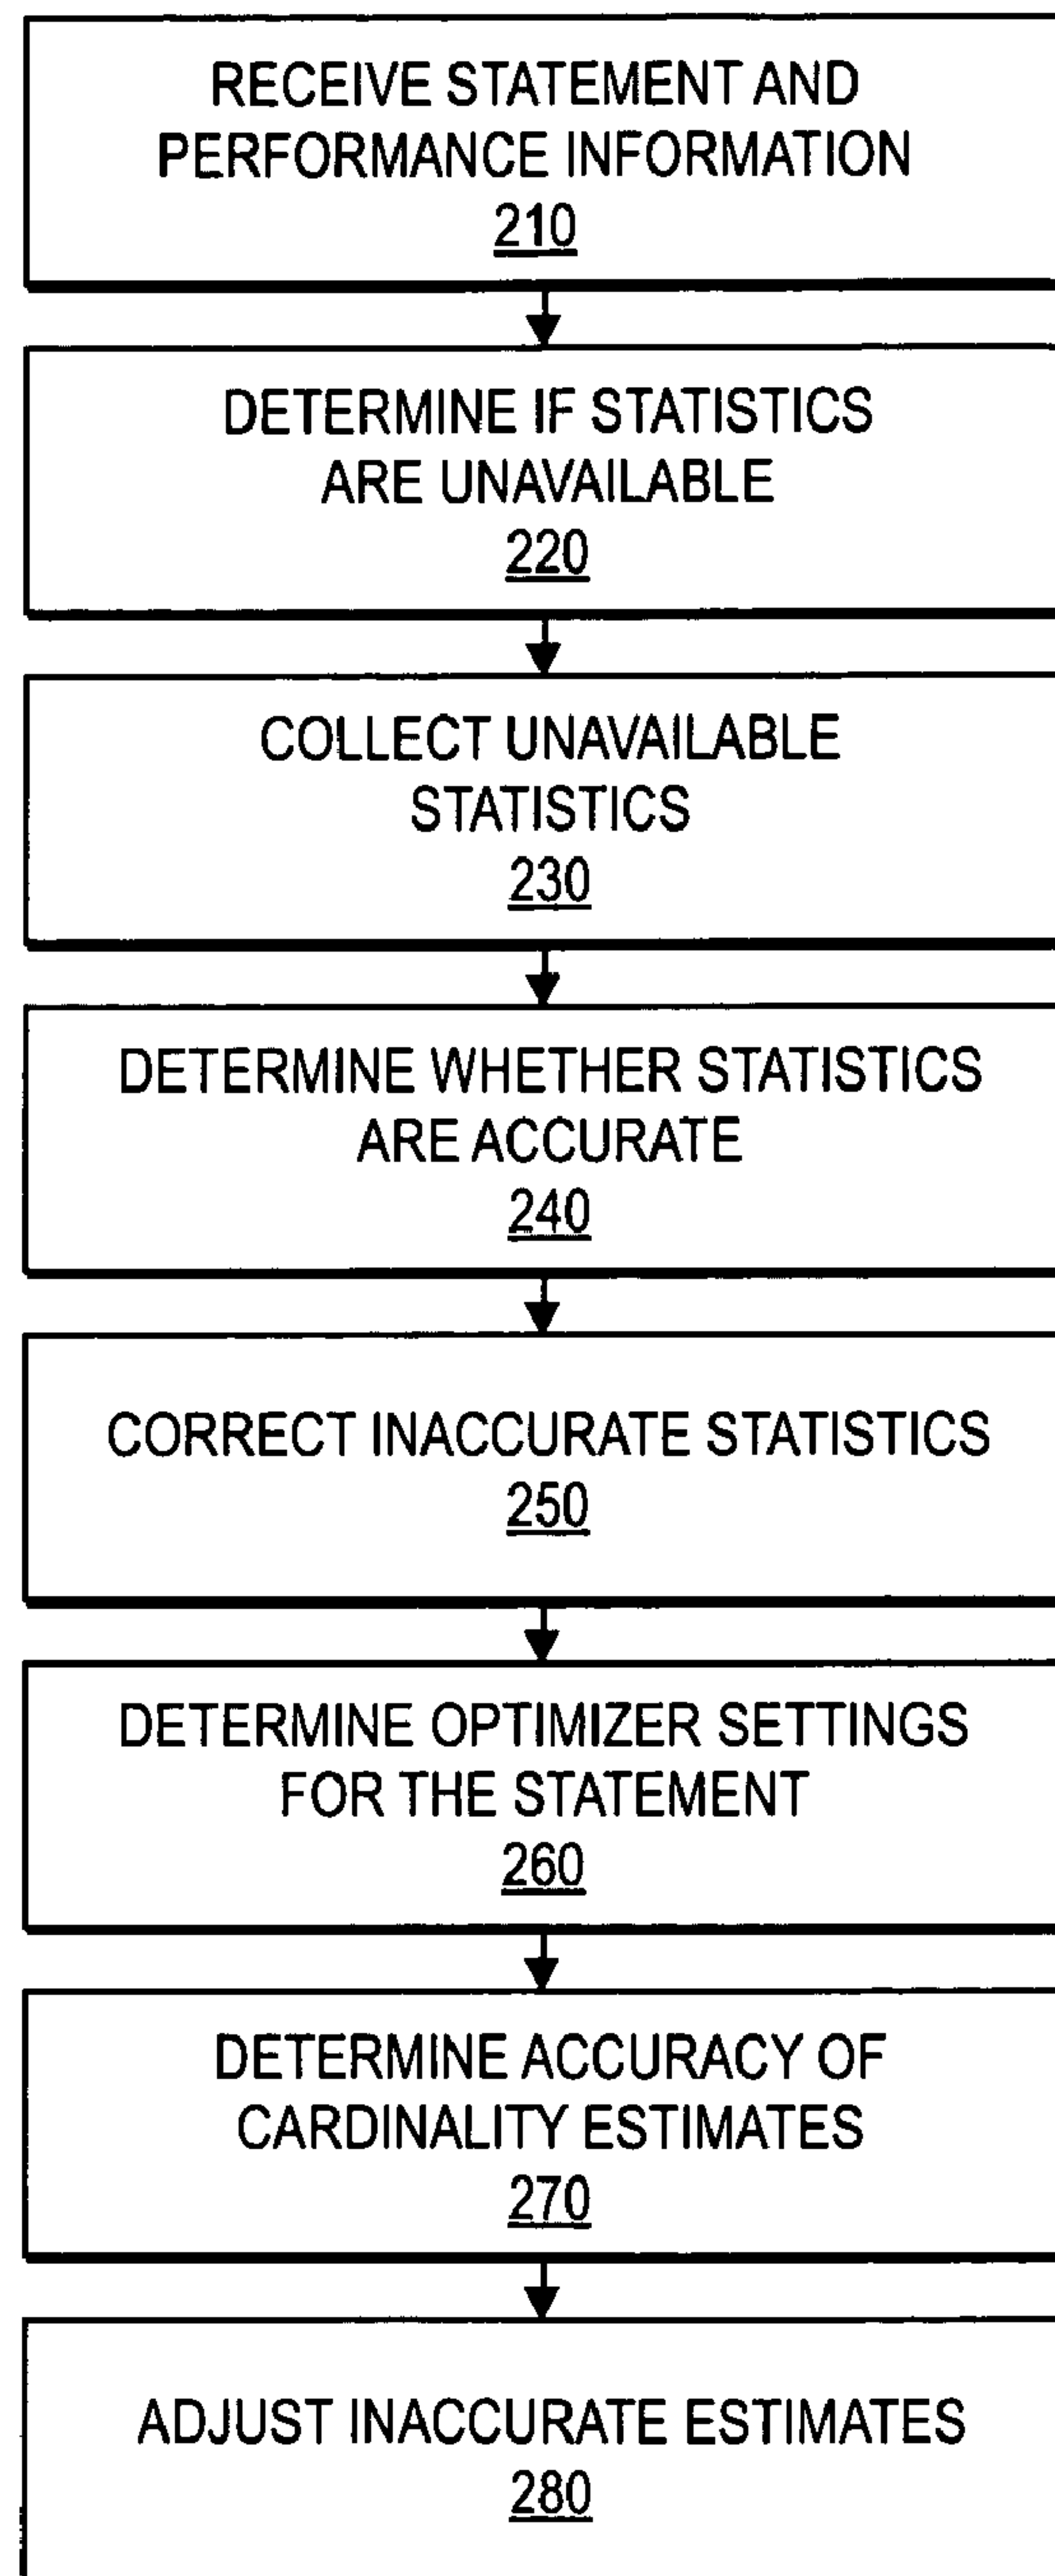 RECEIVE STATEMENT AND
PERFORMANCE INFORMATION
210
DETERMINE IF STATISTICS
ARE UNAVAILABLE
220
COLLECT UNAVAILABLE
STATISTICS
230
DETERMINE WHETHER STATISTICS
ARE ACCURATE
240
CORRECT INACCURATE STATISTICS
250
DETERMINE OPTIMIZER SETTINGS
FOR THE STATEMENT
260
DETERMINE ACCURACY OF
CARDINALITY ESTIMATES
270
ADJUST INACCURATE ESTIMATES
280